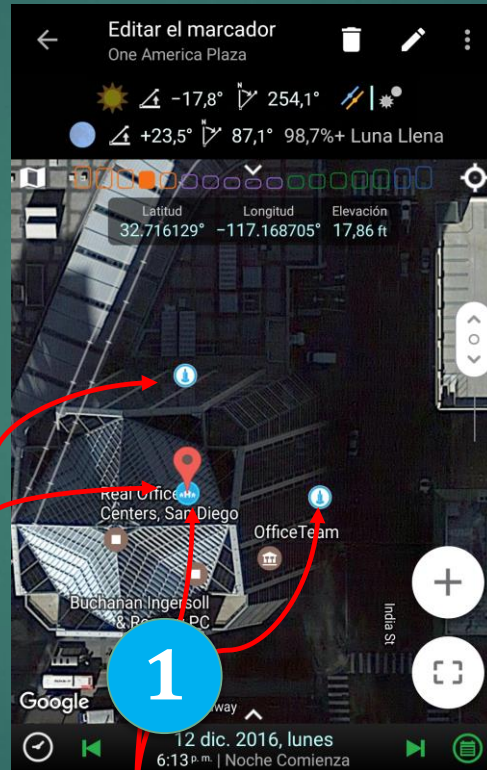 Editar el marcador
One America Plaza
N
-17,8° 254,1°
N
+23,5° 87,1° 98,7%+ Luna Llena
Latitud Longitud Elevación
32.716129° -117.168705° 17,86 ft
Real Office
Centers, San Diego
OfficeTeam
Buchanan Ingersoll
& Ro PC
India St
1
Google
way
12 dic. 2016, lunes
6:13 p. m. | Noche Comienza